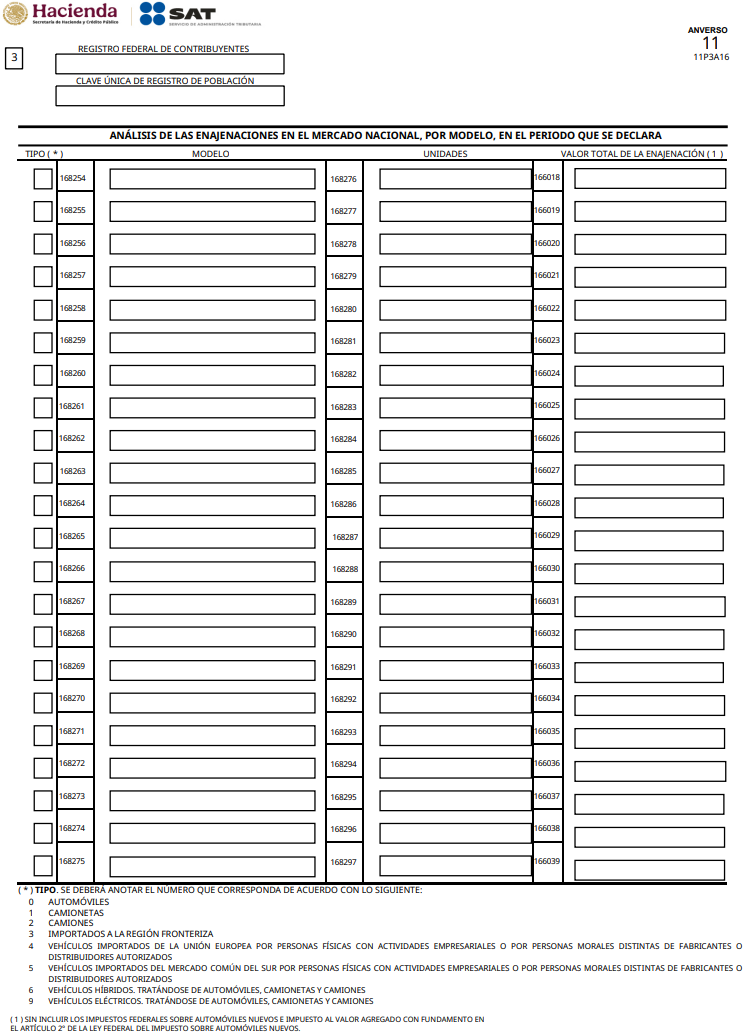 Hacienda
Secretaría de Hacienda y Crédito Público
SAT
SERVICIO DE ADMINISTRACIÓN TRIBUTARIA
ANVERSO
11
11P3A16
3
REGISTRO FEDERAL DE CONTRIBUYENTES
CLAVE ÚNICA DE REGISTRO DE POBLACIÓN
ANÁLISIS DE LAS ENAJENACIONES EN EL MERCADO NACIONAL, POR MODELO, EN EL PERIODO QUE SE DECLARA
TIPO ( * ) MODELO UNIDADES VALOR TOTAL DE LA ENAJENACIÓN ( 1 )
168254 168276 166018
168255 168277 166019
168256 168278 166020
168257 168279 166021
168258 168280 166022
168259 168281 166023
168260 168282 166024
168261 168283 166025
168262 168284 166026
168263 168285 166027
168264 168286 166028
168265 168287 166029
168266 168288 166030
168267 168289 166031
168268 168290 166032
168269 168291 166033
168270 168292 166034
168271 168293 166035
168272 168294 166036
168273 168295 166037
168274 168296 166038
168275 168297 166039
( * ) TIPO. SE DEBERÁ ANOTAR EL NÚMERO QUE CORRESPONDA DE ACUERDO CON LO SIGUIENTE:
0 AUTOMÓVILES
1 CAMIONETAS
2 CAMIONES
3 IMPORTADOS A LA REGIÓN FRONTERIZA
4 VEHÍCULOS IMPORTADOS DE LA UNIÓN EUROPEA POR PERSONAS FÍSICAS CON ACTIVIDADES EMPRESARIALES O POR PERSONAS MORALES DISTINTAS DE FABRICANTES O
DISTRIBUIDORES AUTORIZADOS
5 VEHÍCULOS IMPORTADOS DEL MERCADO COMÚN DEL SUR POR PERSONAS FÍSICAS CON ACTIVIDADES EMPRESARIALES O POR PERSONAS MORALES DISTINTAS DE FABRICANTES O
DISTRIBUIDORES AUTORIZADOS
6 VEHÍCULOS HÍBRIDOS. TRATÁNDOSE DE AUTOMÓVILES, CAMIONETAS Y CAMIONES
9 VEHÍCULOS ELÉCTRICOS. TRATÁNDOSE DE AUTOMÓVILES, CAMIONETAS Y CAMIONES
( 1 ) SIN INCLUIR LOS IMPUESTOS FEDERALES SOBRE AUTOMÓVILES NUEVOS E IMPUESTO AL VALOR AGREGADO CON FUNDAMENTO EN
EL ARTÍCULO 2º DE LA LEY FEDERAL DEL IMPUESTO SOBRE AUTOMÓVILES NUEVOS.